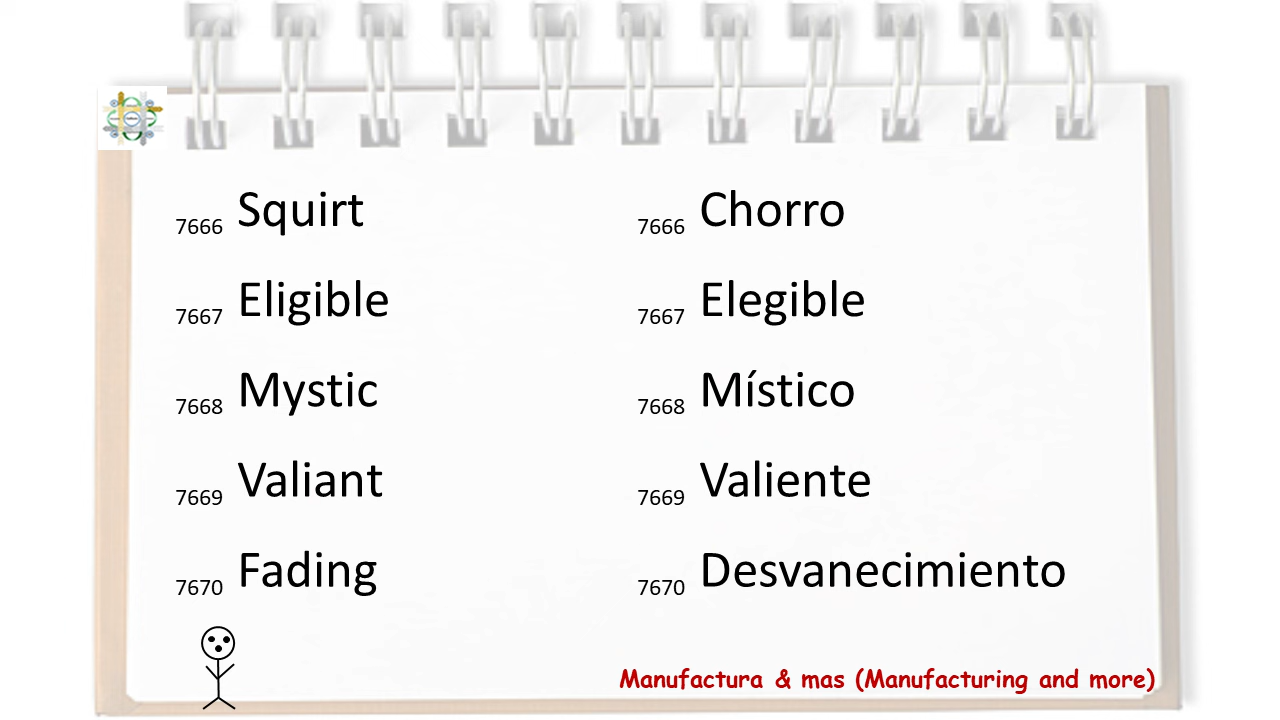 7666 Squirt 7666 Chorro
7667 Eligible 7667 Elegible
7668 Mystic 7668 Místico
7669 Valiant 7669 Valiente
7670 Fading 7670 Desvanecimiento
Manufactura & mas (Manufacturing and more)